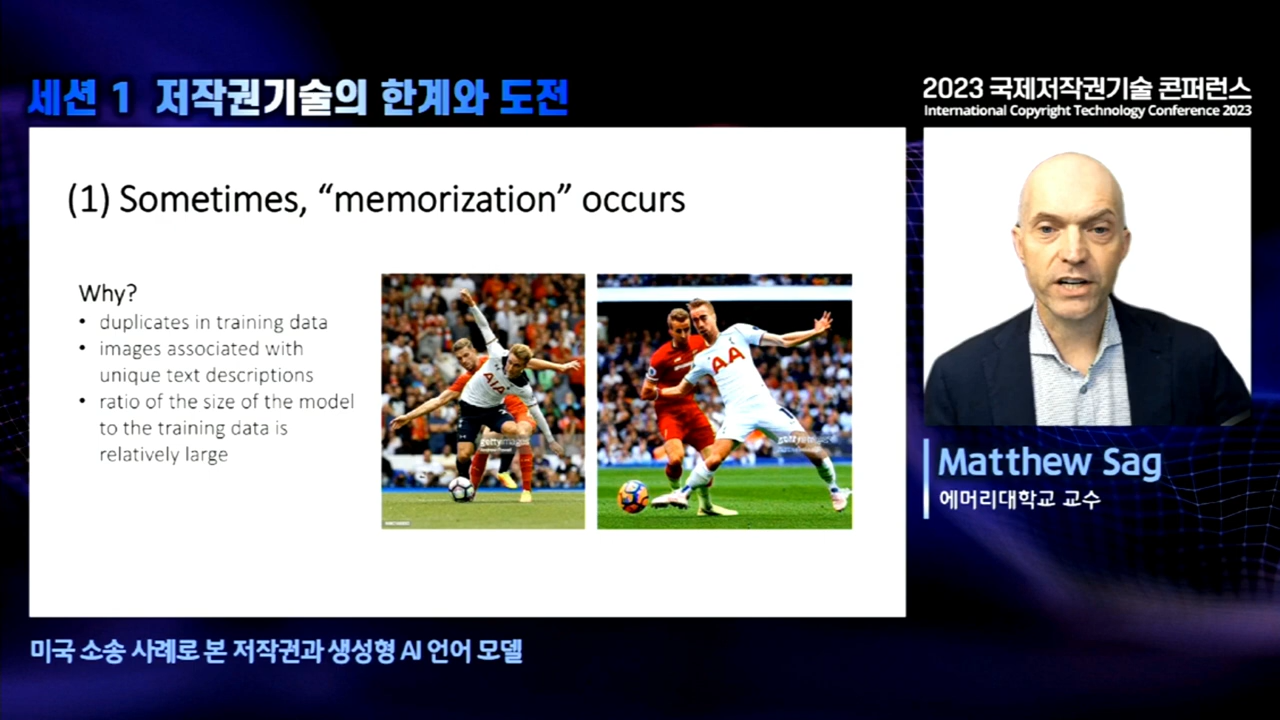 세션 1 저작권기술의 한계와 도전
2023 국제저작권기술 콘퍼런스
International Copyright Technology Conference 2023
(1) Sometimes, “memorization” occurs
Why?
• duplicates in training data
• images associated with
unique text descriptions
• ratio of the size of the model
to the training data is
relatively large
AIA
gettyimages
AA
Matthew Sag
에머리대학교 교수
미국 소송 사례로 본 저작권과 생성형 AI 언어 모델